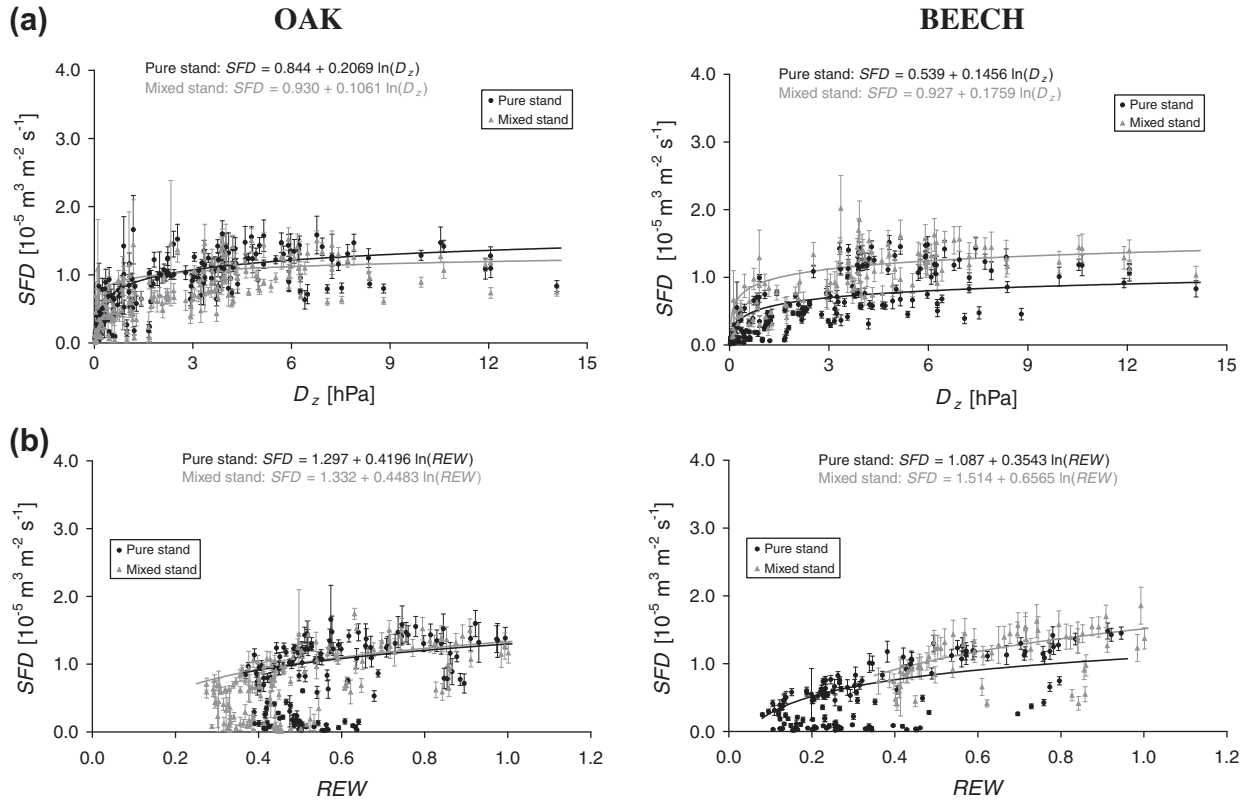 (a)
OAK
BEECH
Pure stand: SFD = 0.844 + 0.2069 ln(D_z)
Mixed stand: SFD = 0.930 + 0.1061 ln(D_z)
Pure stand
Mixed stand
SFD [10⁻⁵ m³ m⁻² s⁻¹]
4.0
3.0
2.0
1.0
0.0
0
3
6
9
12
15
D_z [hPa]
Pure stand: SFD = 0.539 + 0.1456 ln(D_z)
Mixed stand: SFD = 0.927 + 0.1759 ln(D_z)
Pure stand
Mixed stand
SFD [10⁻⁵ m³ m⁻² s⁻¹]
4.0
3.0
2.0
1.0
0.0
0
3
6
9
12
15
D_z [hPa]
(b)
Pure stand: SFD = 1.297 + 0.4196 ln(REW)
Mixed stand: SFD = 1.332 + 0.4483 ln(REW)
Pure stand
Mixed stand
SFD [10⁻⁵ m³ m⁻² s⁻¹]
4.0
3.0
2.0
1.0
0.0
0.0
0.2
0.4
0.6
0.8
1.0
1.2
REW
Pure stand: SFD = 1.087 + 0.3543 ln(REW)
Mixed stand: SFD = 1.514 + 0.6565 ln(REW)
Pure stand
Mixed stand
SFD [10⁻⁵ m³ m⁻² s⁻¹]
4.0
3.0
2.0
1.0
0.0
0.0
0.2
0.4
0.6
0.8
1.0
1.2
REW